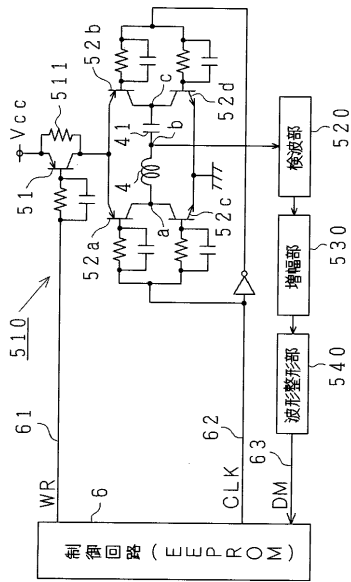 510
Vcc
511
51
52b
52d
c
41
b
4
a
52a
52c
検波部
520
増幅部
530
波形整形部
540
61
WR
6
62
CLK
63
DM
制御回路(EEPROM)